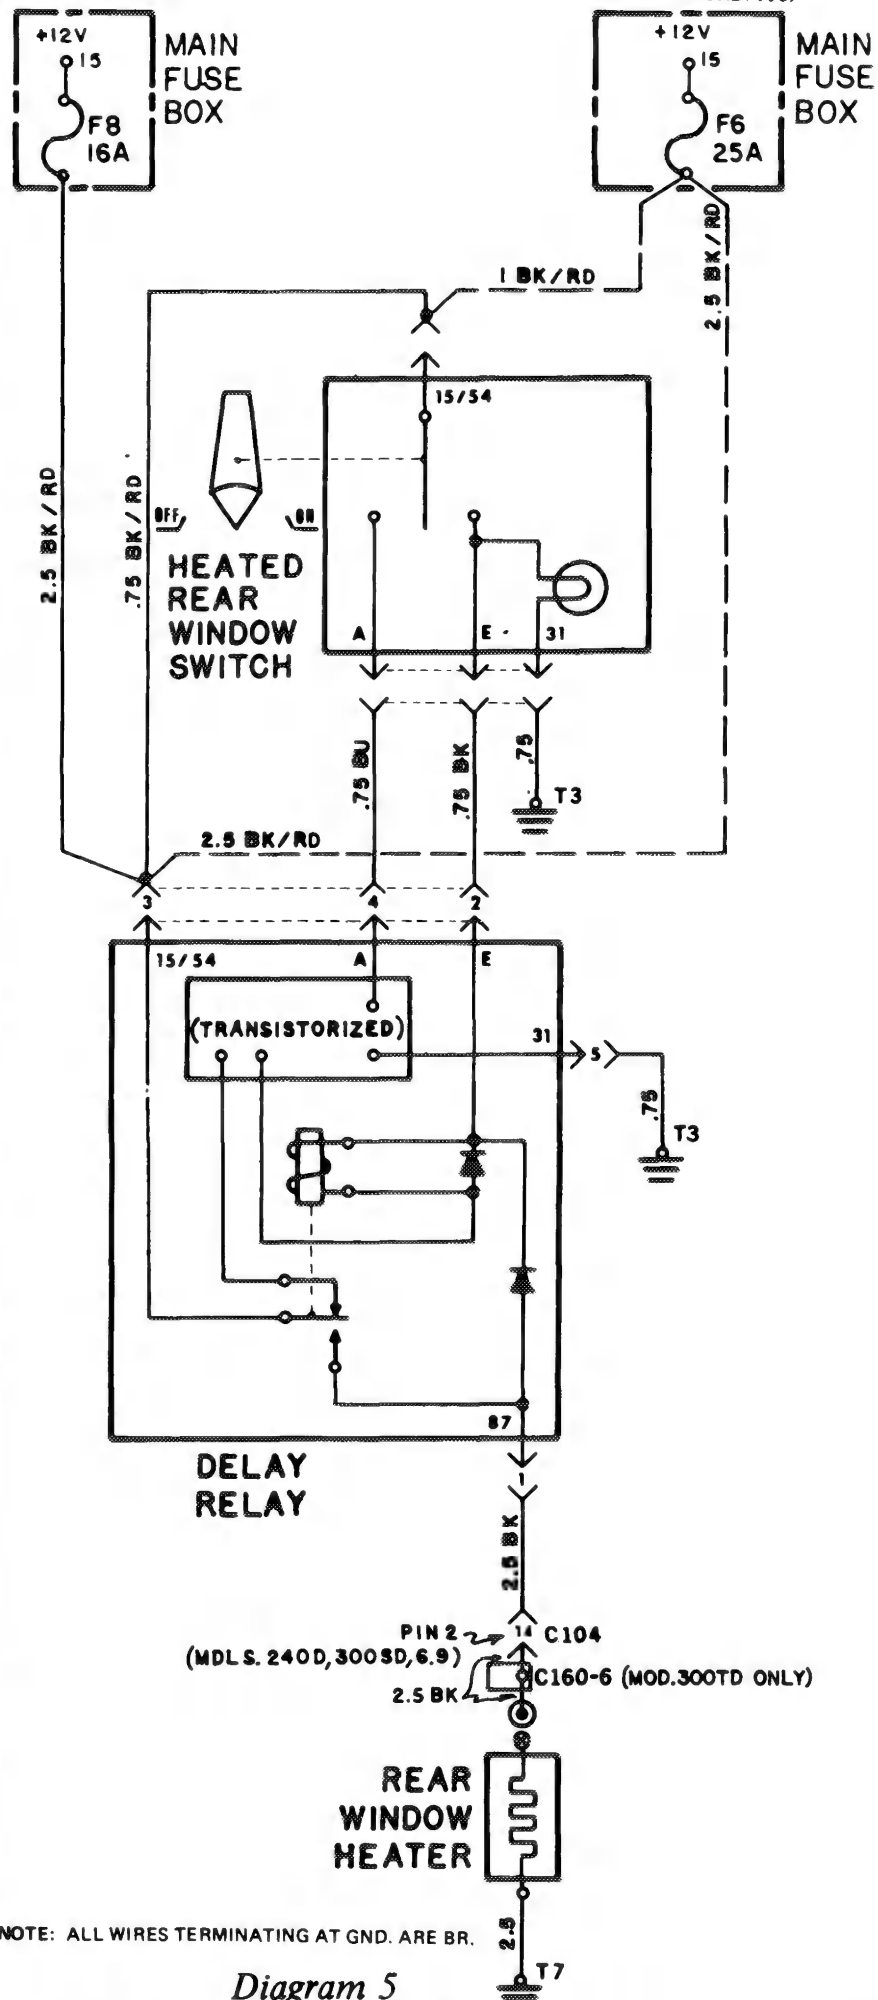 +12V
15
F8
16A
MAIN
FUSE
BOX
+12V
15
F6
25A
MAIN
FUSE
BOX
1 BK/RD
2.5 BK/RD
15/54
2.5 BK/RD
.75 BK/RD
OFF
ON
HEATED
REAR
WINDOW
SWITCH
A
E
31
.75 BU
.75 BK
.75
T3
2.5 BK/RD
3
4
2
15/54
A
E
(TRANSISTORIZED)
31
5
.75
T3
87
DELAY
RELAY
1
2.5 BK
PIN 2
14
C104
(MDLS. 240D, 300SD, 6.9)
C160-6 (MOD. 300TD ONLY)
2.5 BK
REAR
WINDOW
HEATER
NOTE: ALL WIRES TERMINATING AT GND. ARE BR.
2.5
T7
Diagram 5